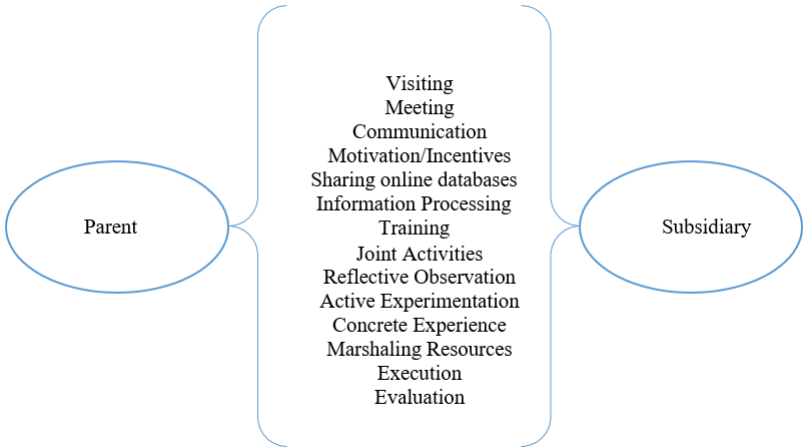 Parent
Visiting
Meeting
Communication
Motivation/Incentives
Sharing online databases
Information Processing
Training
Joint Activities
Reflective Observation
Active Experimentation
Concrete Experience
Marshaling Resources
Execution
Evaluation
Subsidiary